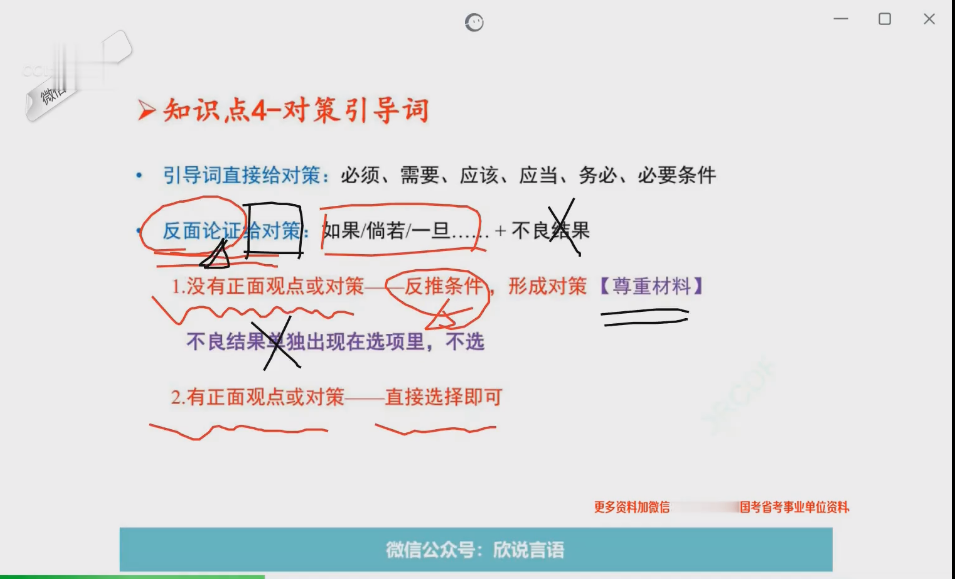 微信
知识点4-对策引导词
• 引导词直接给对策：必须、需要、应该、应当、务必、必要条件
• 反面论证给对策：如果/倘若/一旦……+不良结果
1.没有正面观点或对策——反推条件，形成对策【尊重材料】
不良结果单独出现在选项里，不选
2.有正面观点或对策——直接选择即可
更多资料加微信 国考省考事业单位资料
微信公众号：欣说言语